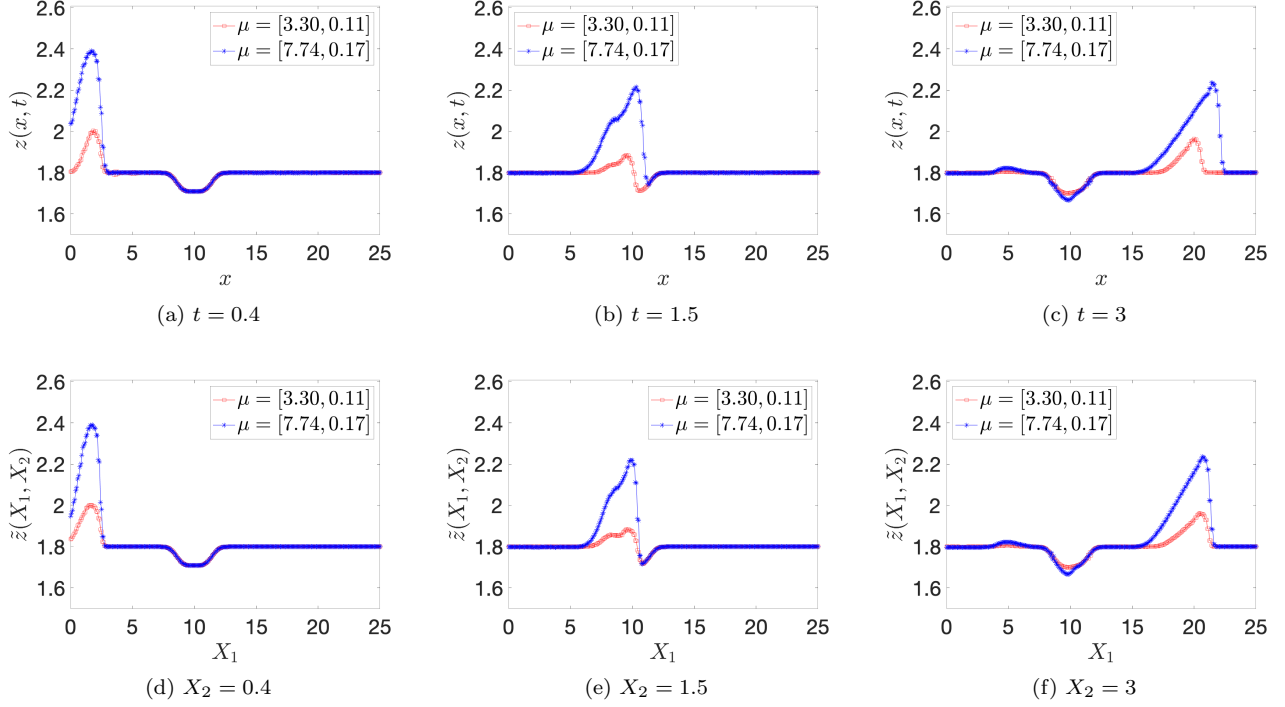 2.6
2.4
2.2
2
1.8
1.6
z(x, t)
μ = [3.30, 0.11]
μ = [7.74, 0.17]
0 5 10 15 20 25
x
(a) t = 0.4
2.6
2.4
2.2
2
1.8
1.6
z(x, t)
μ = [3.30, 0.11]
μ = [7.74, 0.17]
0 5 10 15 20 25
x
(b) t = 1.5
2.6
2.4
2.2
2
1.8
1.6
z(x, t)
μ = [3.30, 0.11]
μ = [7.74, 0.17]
0 5 10 15 20 25
x
(c) t = 3
2.6
2.4
2.2
2
1.8
1.6
z̃(X₁, X₂)
μ = [3.30, 0.11]
μ = [7.74, 0.17]
0 5 10 15 20 25
X₁
(d) X₂ = 0.4
2.6
2.4
2.2
2
1.8
1.6
z̃(X₁, X₂)
μ = [3.30, 0.11]
μ = [7.74, 0.17]
0 5 10 15 20 25
X₁
(e) X₂ = 1.5
2.6
2.4
2.2
2
1.8
1.6
z̃(X₁, X₂)
μ = [3.30, 0.11]
μ = [7.74, 0.17]
0 5 10 15 20 25
X₁
(f) X₂ = 3